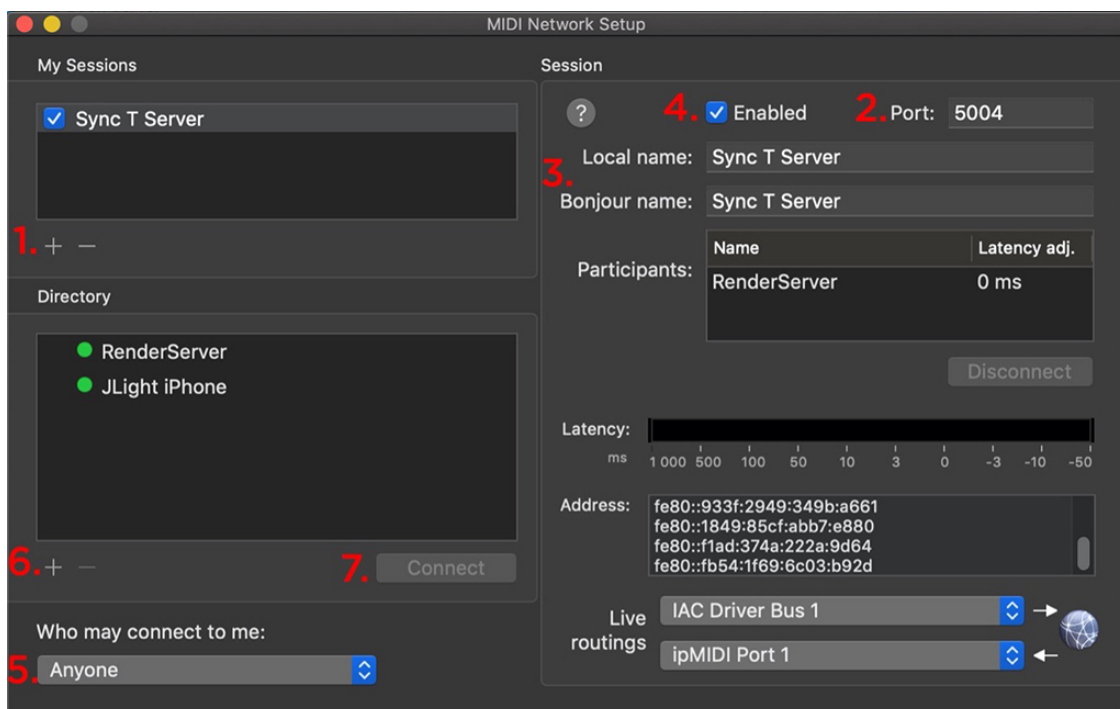 MIDI Network Setup
My Sessions
Sync T Server
1. + −
Directory
RenderServer
JLight iPhone
6. + − 7. Connect
Who may connect to me:
5. Anyone
Session
? 4. Enabled 2. Port: 5004
3.
Local name: Sync T Server
Bonjour name: Sync T Server
Participants:
Name Latency adj.
RenderServer 0 ms
Disconnect
Latency:
ms 1 000 500 100 50 10 3 0 -3 -10 -50
Address: fe80::933f:2949:349b:a661
fe80::1849:85cf:abb7:e880
fe80::f1ad:374a:222a:9d64
fe80::fb54:1f69:6c03:b92d
Live routings
IAC Driver Bus 1
ipMIDI Port 1